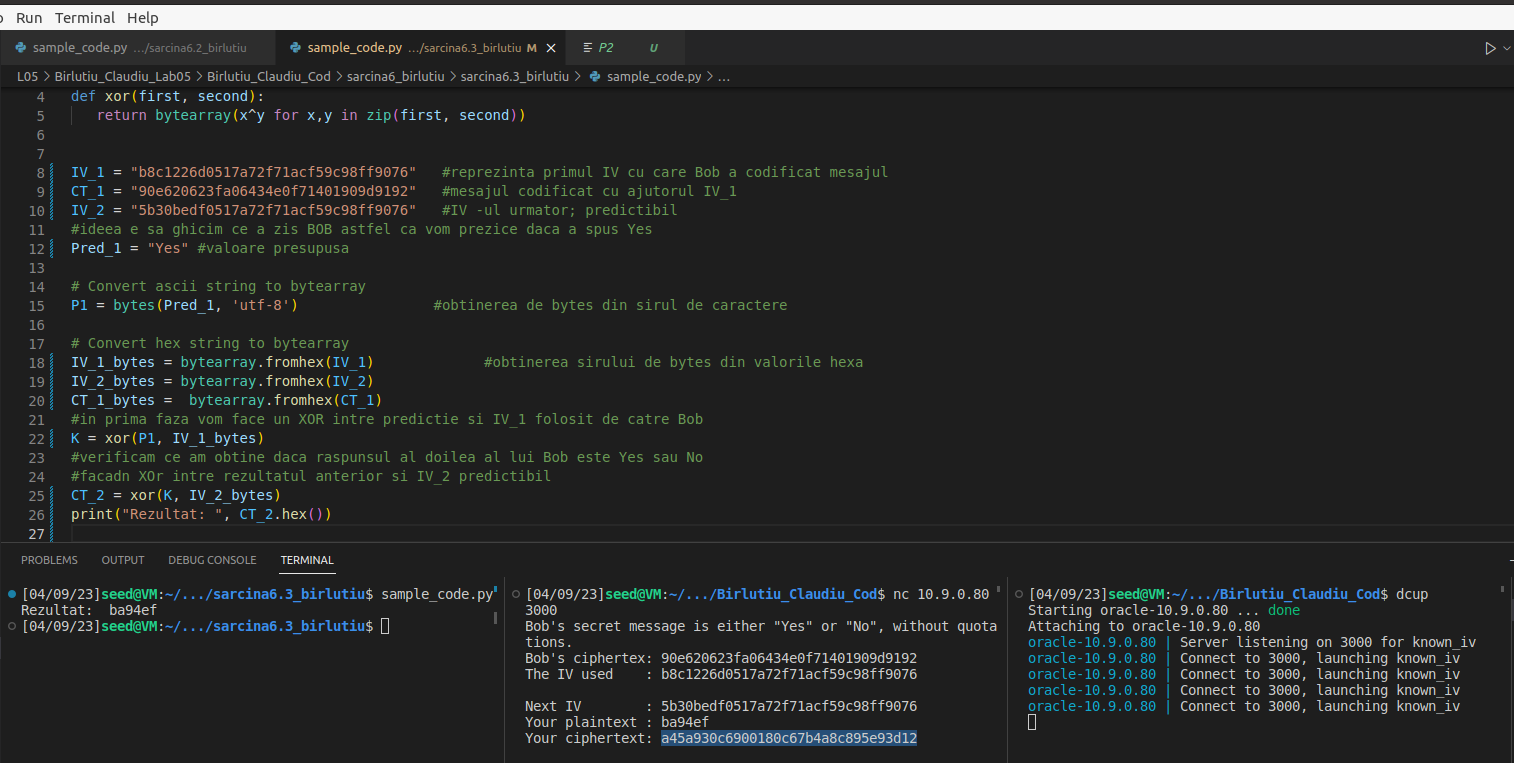 Run Terminal Help
sample_code.py .../sarcina6.2_birlutiu sample_code.py .../sarcina6.3_birlutiu M P2 U
L05 > Birlutiu_Claudiu_Lab05 > Birlutiu_Claudiu_Cod > sarcina6_birlutiu > sarcina6.3_birlutiu > sample_code.py > ...
4 def xor(first, second):
5 return bytearray(x^y for x,y in zip(first, second))
6
7
8 IV_1 = "b8c1226d0517a72f71acf59c98ff9076" #reprezinta primul IV cu care Bob a codificat mesajul
9 CT_1 = "90e620623fa06434e0f71401909d9192" #mesajul codificat cu ajutorul IV_1
10 IV_2 = "5b30bedf0517a72f71acf59c98ff9076" #IV -ul urmator; predictibil
11 #ideea e sa ghicim ce a zis BOB astfel ca vom prezice daca a spus Yes
12 Pred_1 = "Yes" #valoare presupusa
13
14 # Convert ascii string to bytearray
15 P1 = bytes(Pred_1, 'utf-8') #obtinerea de bytes din sirul de caractere
16
17 # Convert hex string to bytearray
18 IV_1_bytes = bytearray.fromhex(IV_1) #obtinerea sirului de bytes din valorile hexa
19 IV_2_bytes = bytearray.fromhex(IV_2)
20 CT_1_bytes = bytearray.fromhex(CT_1)
21 #in prima faza vom face un XOR intre predictie si IV_1 folosit de catre Bob
22 K = xor(P1, IV_1_bytes)
23 #verificam ce am obtine daca raspunsul al doilea al lui Bob este Yes sau No
24 #facadn XOr intre rezultatul anterior si IV_2 predictibil
25 CT_2 = xor(K, IV_2_bytes)
26 print("Rezultat: ", CT_2.hex())
27
PROBLEMS OUTPUT DEBUG CONSOLE TERMINAL
[04/09/23]seed@VM:~/.../sarcina6.3_birlutiu$ sample_code.py
Rezultat: ba94ef
[04/09/23]seed@VM:~/.../sarcina6.3_birlutiu$
[04/09/23]seed@VM:~/.../Birlutiu_Claudiu_Cod$ nc 10.9.0.80
3000
Bob's secret message is either "Yes" or "No", without quota
tions.
Bob's ciphertex: 90e620623fa06434e0f71401909d9192
The IV used : b8c1226d0517a72f71acf59c98ff9076
Next IV : 5b30bedf0517a72f71acf59c98ff9076
Your plaintext : ba94ef
Your ciphertext: a45a930c6900180c67b4a8c895e93d12
[04/09/23]seed@VM:~/.../Birlutiu_Claudiu_Cod$ dcup
Starting oracle-10.9.0.80 ... done
Attaching to oracle-10.9.0.80
oracle-10.9.0.80 | Server listening on 3000 for known_iv
oracle-10.9.0.80 | Connect to 3000, launching known_iv
oracle-10.9.0.80 | Connect to 3000, launching known_iv
oracle-10.9.0.80 | Connect to 3000, launching known_iv
oracle-10.9.0.80 | Connect to 3000, launching known_iv